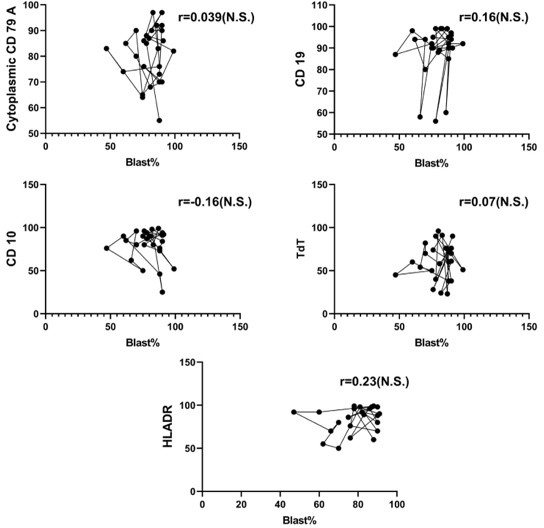 r=0.039(N.S.)
Cytoplasmic CD 79 A
100
90
80
70
60
50
0 50 100 150
Blast%
r=0.16(N.S.)
CD 19
110
100
90
80
70
60
50
0 50 100 150
Blast%
r=-0.16(N.S.)
CD 10
150
100
50
0
0 50 100 150
Blast%
r=0.07(N.S.)
TdT
150
100
50
0
0 50 100 150
Blast%
r=0.23(N.S.)
HLADR
150
100
50
0
0 20 40 60 80 100
Blast%